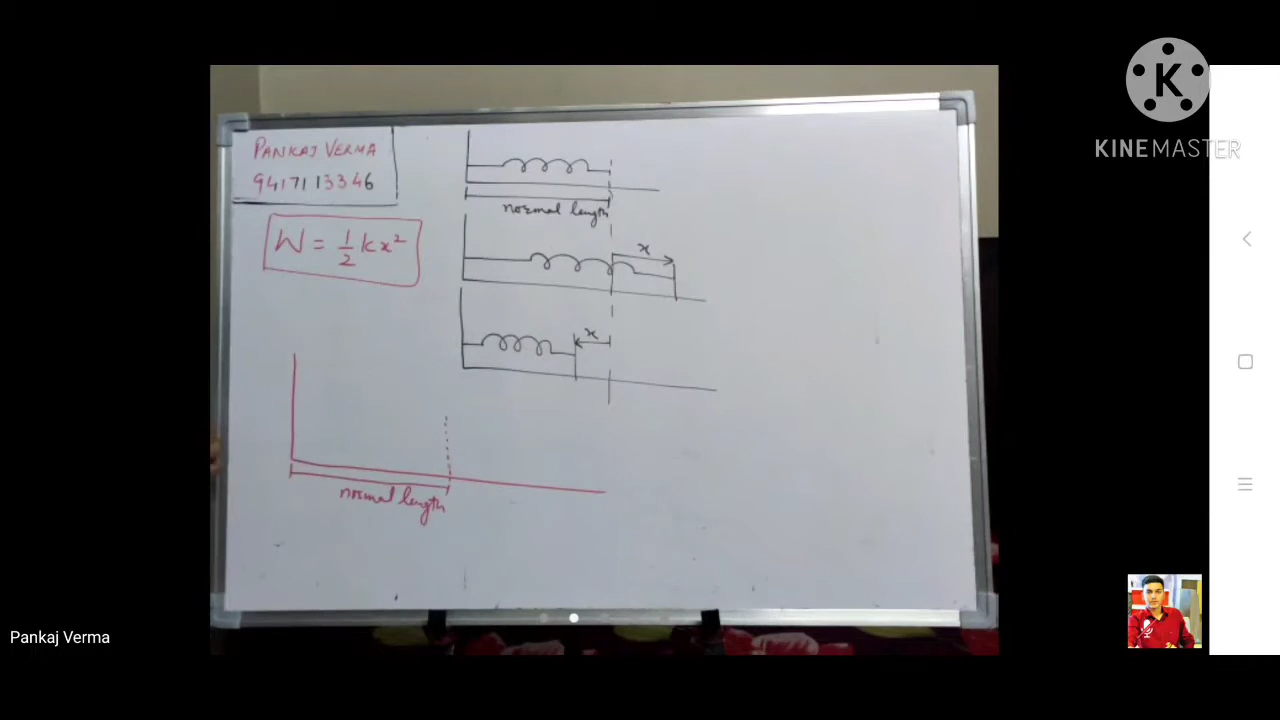 PANKAJ VERMA
9417113346
W = 1/2 kx²
normal length
x
x
normal length
KINEMASTER
K
Pankaj Verma